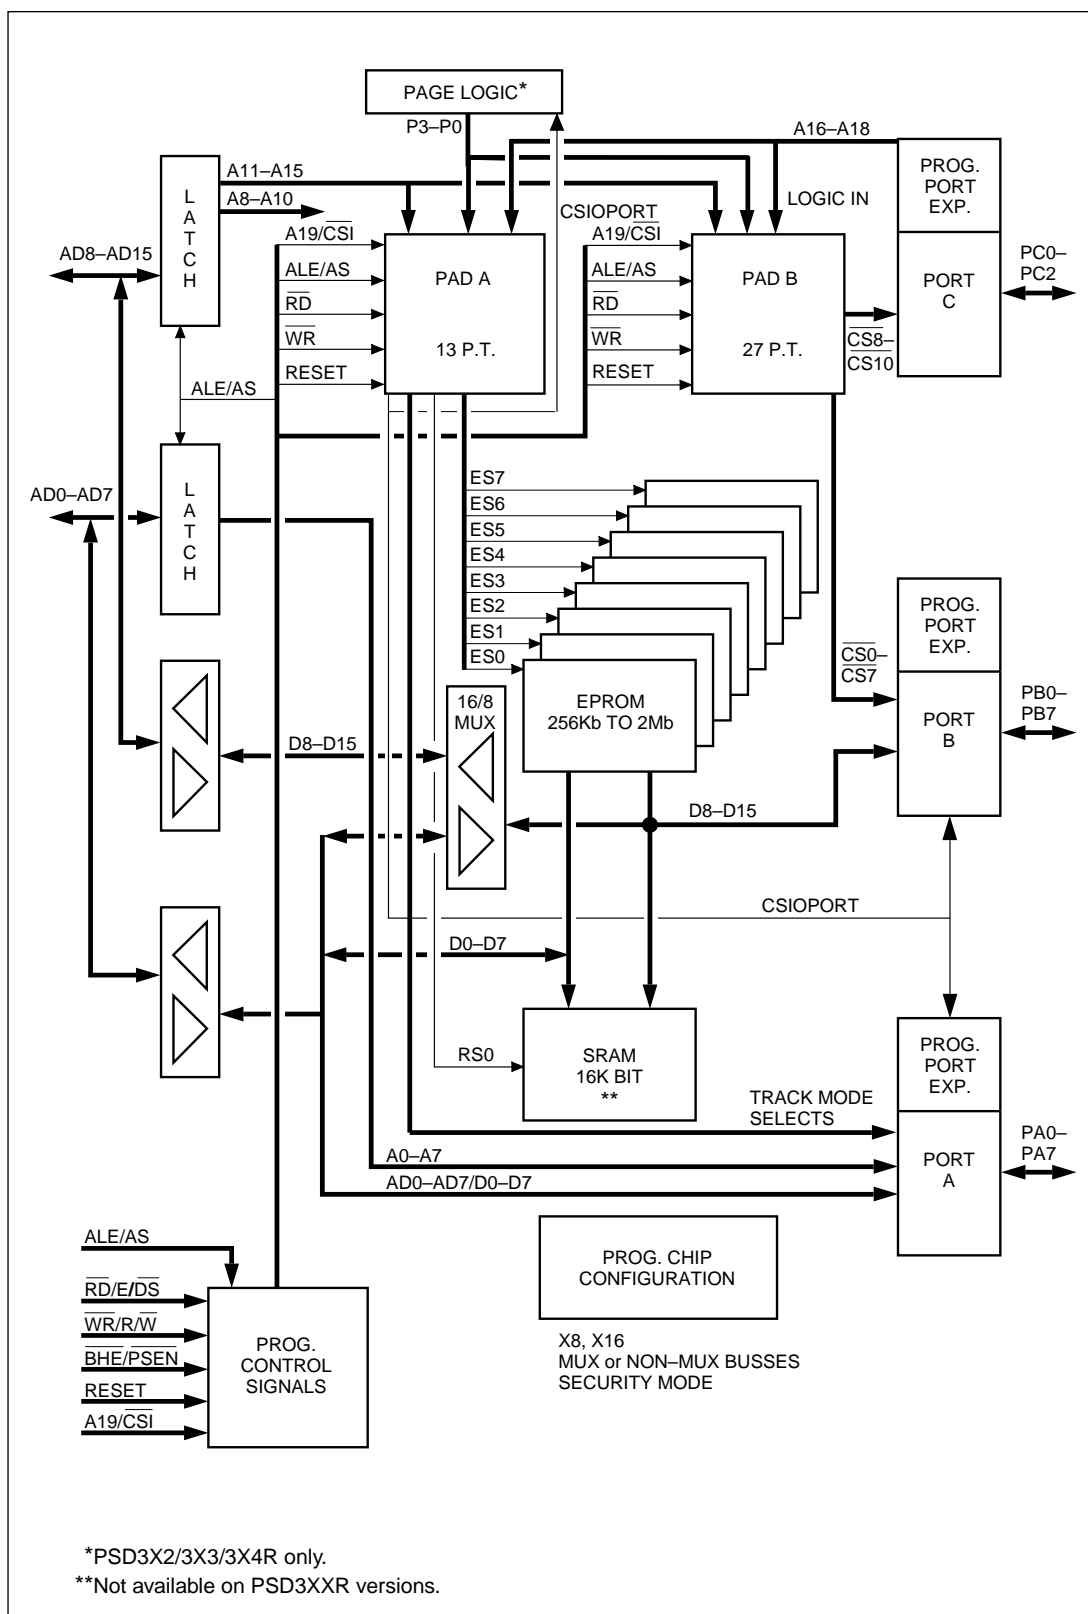 PAGE LOGIC*
P3–P0
A16–A18
A11–A15
A8–A10
LATCH
AD8–AD15
CSIOPORT
LOGIC IN
A19/CSI
ALE/AS
RD
WR
RESET
PAD A
13 P.T.
A19/CSI
ALE/AS
RD
WR
RESET
PAD B
27 P.T.
PROG.
PORT
EXP.
PORT
C
PC0–
PC2
CS8–
CS10
ALE/AS
AD0–AD7
LATCH
ES7
ES6
ES5
ES4
ES3
ES2
ES1
ES0
EPROM
256Kb TO 2Mb
16/8
MUX
D8–D15
D8–D15
CS0–
CS7
PROG.
PORT
EXP.
PORT
B
PB0–
PB7
CSIOPORT
D0–D7
RS0
SRAM
16K BIT
**
TRACK MODE
SELECTS
A0–A7
AD0–AD7/D0–D7
PROG.
PORT
EXP.
PORT
A
PA0–
PA7
ALE/AS
RD/E/DS
WR/R/W
BHE/PSEN
RESET
A19/CSI
PROG.
CONTROL
SIGNALS
PROG. CHIP
CONFIGURATION
X8, X16
MUX or NON–MUX BUSSES
SECURITY MODE
*PSD3X2/3X3/3X4R only.
**Not available on PSD3XXR versions.